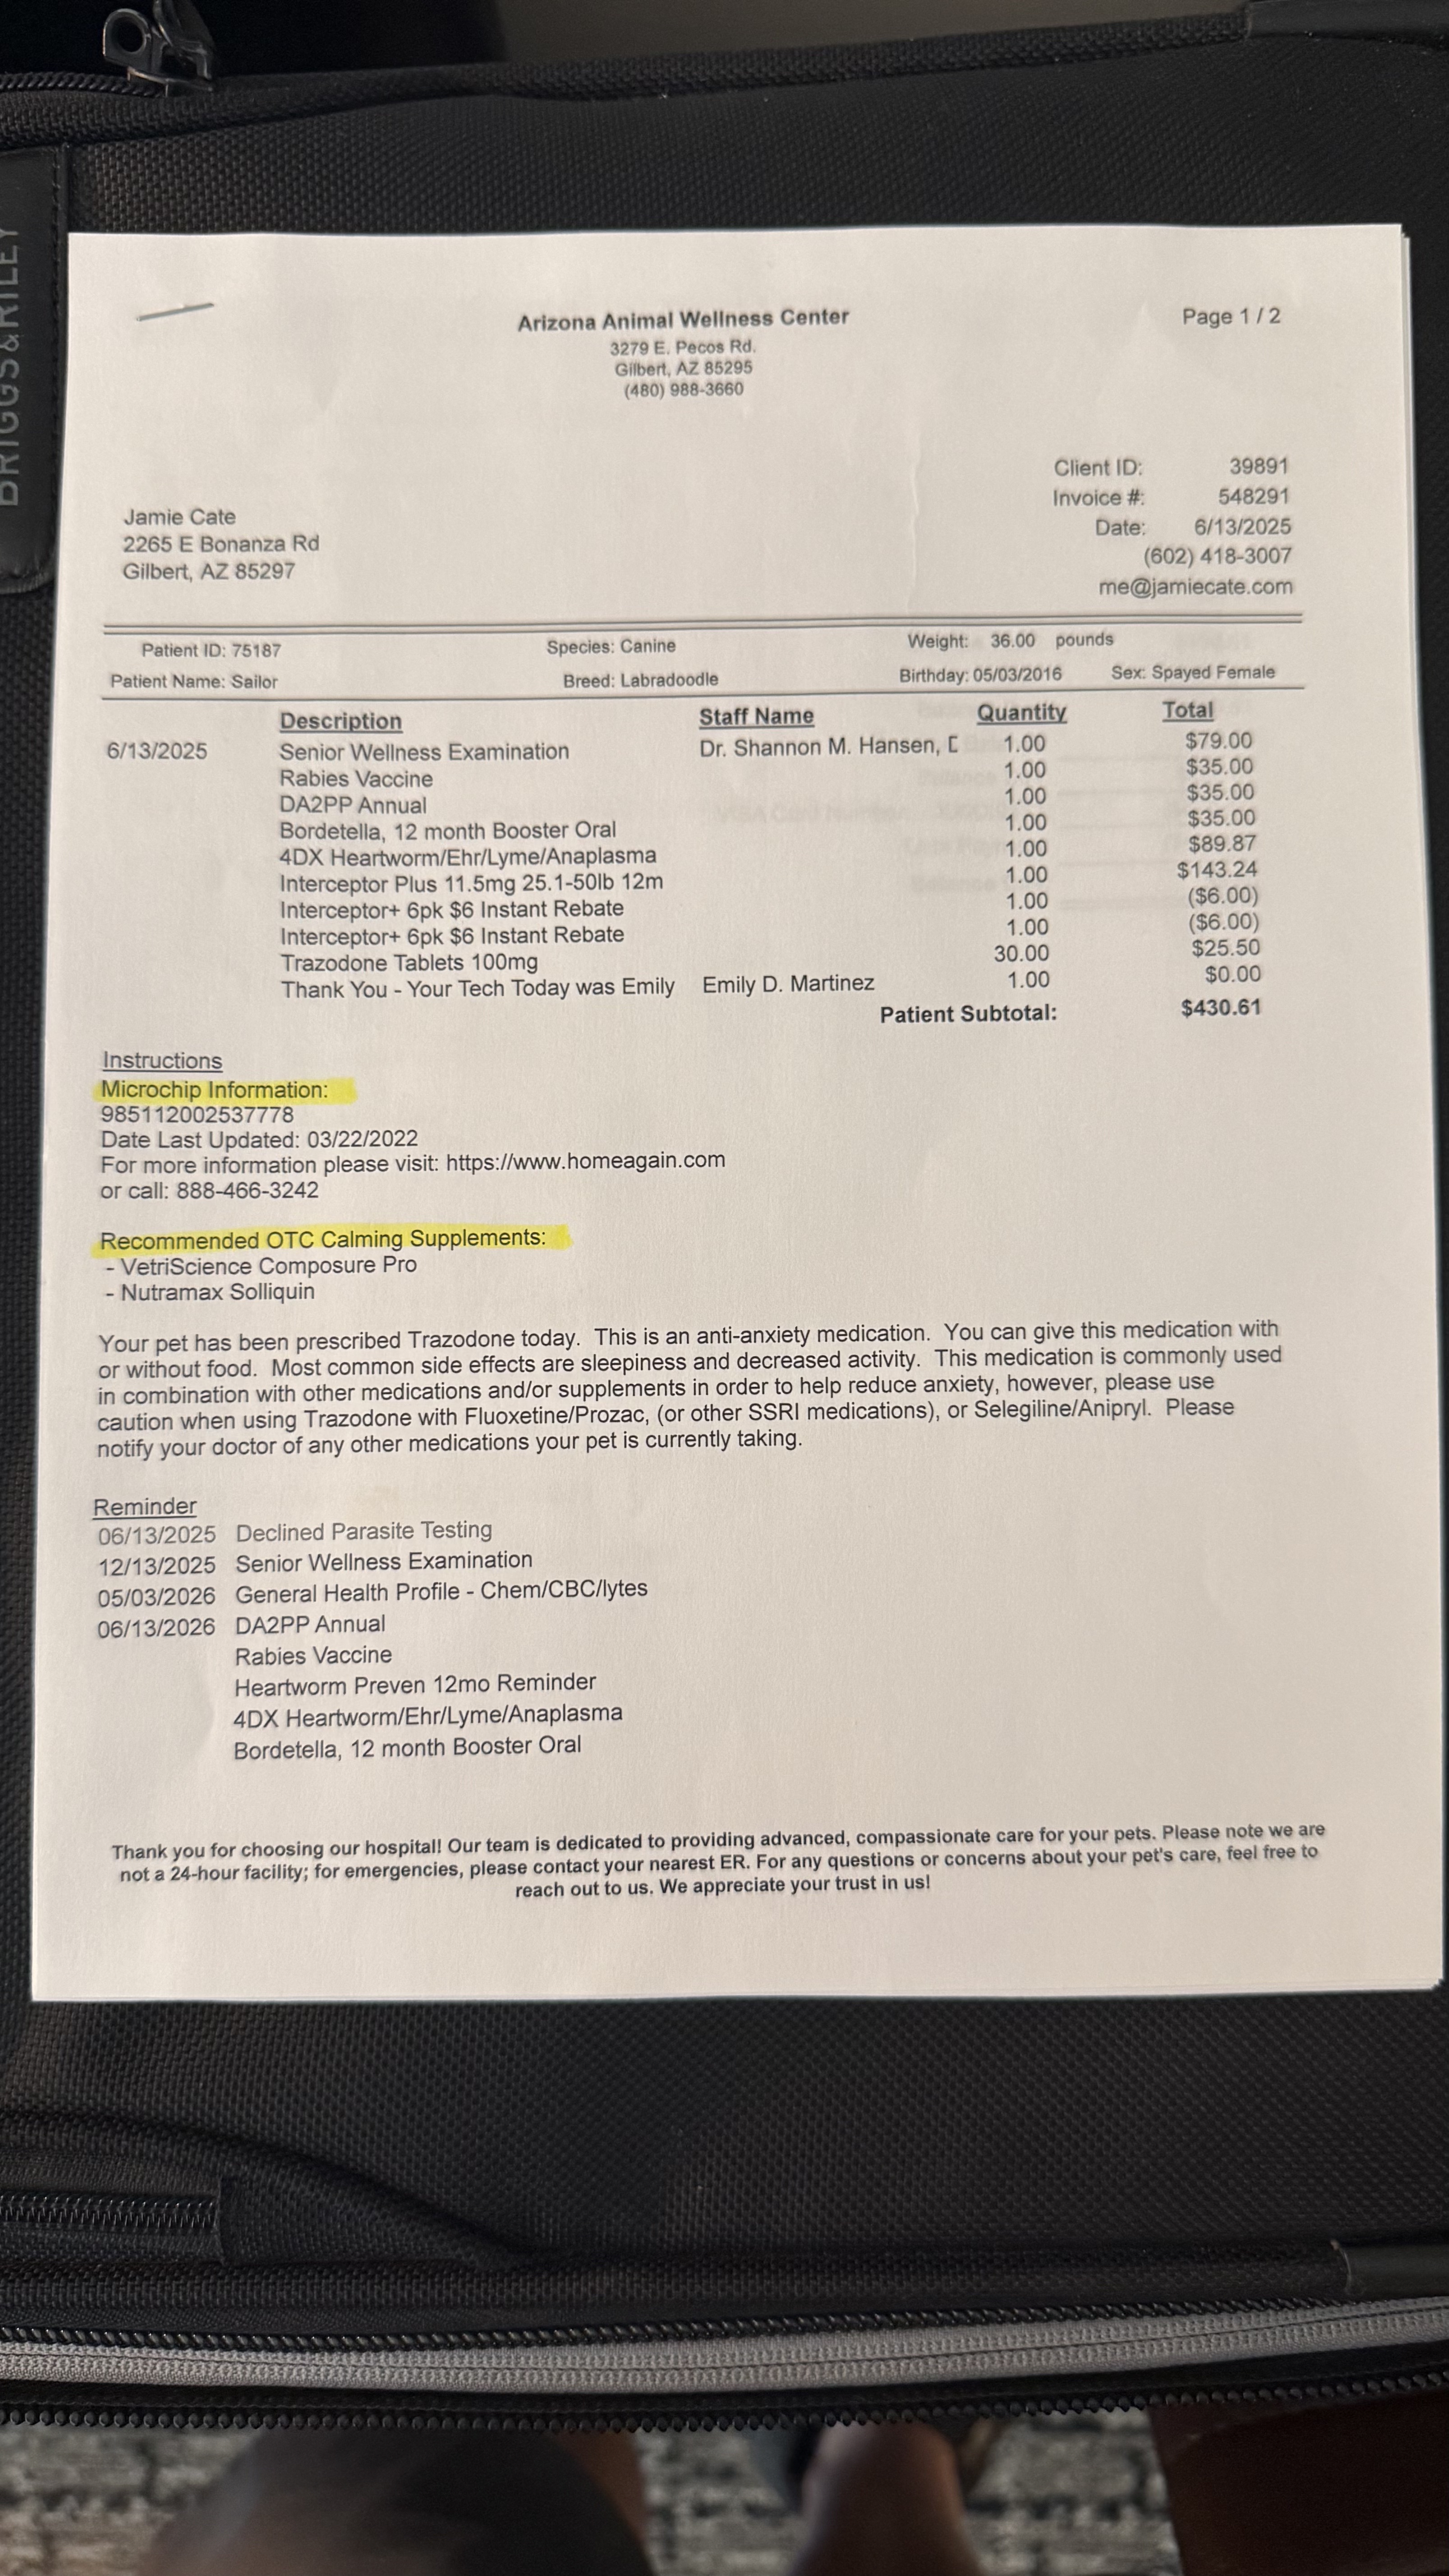 BRIGGS & RILEY
Arizona Animal Wellness Center
Page 1 / 2
3279 E. Pecos Rd.
Gilbert, AZ 85295
(480) 988-3660
Client ID: 39891
Invoice #: 548291
Date: 6/13/2025
(602) 418-3007
me@jamiecate.com
Jamie Cate
2265 E Bonanza Rd
Gilbert, AZ 85297
Patient ID: 75187 Species: Canine Weight: 36.00 pounds
Patient Name: Sailor Breed: Labradoodle Birthday: 05/03/2016 Sex: Spayed Female
Description Staff Name Quantity Total
6/13/2025 Senior Wellness Examination Dr. Shannon M. Hansen, D 1.00 $79.00
Rabies Vaccine 1.00 $35.00
DA2PP Annual 1.00 $35.00
Bordetella, 12 month Booster Oral 1.00 $35.00
4DX Heartworm/Ehr/Lyme/Anaplasma 1.00 $89.87
Interceptor Plus 11.5mg 25.1-50lb 12m 1.00 $143.24
Interceptor+ 6pk $6 Instant Rebate 1.00 ($6.00)
Interceptor+ 6pk $6 Instant Rebate 1.00 ($6.00)
Trazodone Tablets 100mg 30.00 $25.50
Thank You - Your Tech Today was Emily Emily D. Martinez 1.00 $0.00
Patient Subtotal: $430.61
Instructions
Microchip Information:
985112002537778
Date Last Updated: 03/22/2022
For more information please visit: https://www.homeagain.com
or call: 888-466-3242
Recommended OTC Calming Supplements:
- VetriScience Composure Pro
- Nutramax Solliquin
Your pet has been prescribed Trazodone today. This is an anti-anxiety medication. You can give this medication with
or without food. Most common side effects are sleepiness and decreased activity. This medication is commonly used
in combination with other medications and/or supplements in order to help reduce anxiety, however, please use
caution when using Trazodone with Fluoxetine/Prozac, (or other SSRI medications), or Selegiline/Anipryl. Please
notify your doctor of any other medications your pet is currently taking.
Reminder
06/13/2025 Declined Parasite Testing
12/13/2025 Senior Wellness Examination
05/03/2026 General Health Profile - Chem/CBC/lytes
06/13/2026 DA2PP Annual
Rabies Vaccine
Heartworm Preven 12mo Reminder
4DX Heartworm/Ehr/Lyme/Anaplasma
Bordetella, 12 month Booster Oral
Thank you for choosing our hospital! Our team is dedicated to providing advanced, compassionate care for your pets. Please note we are
not a 24-hour facility; for emergencies, please contact your nearest ER. For any questions or concerns about your pet's care, feel free to
reach out to us. We appreciate your trust in us!